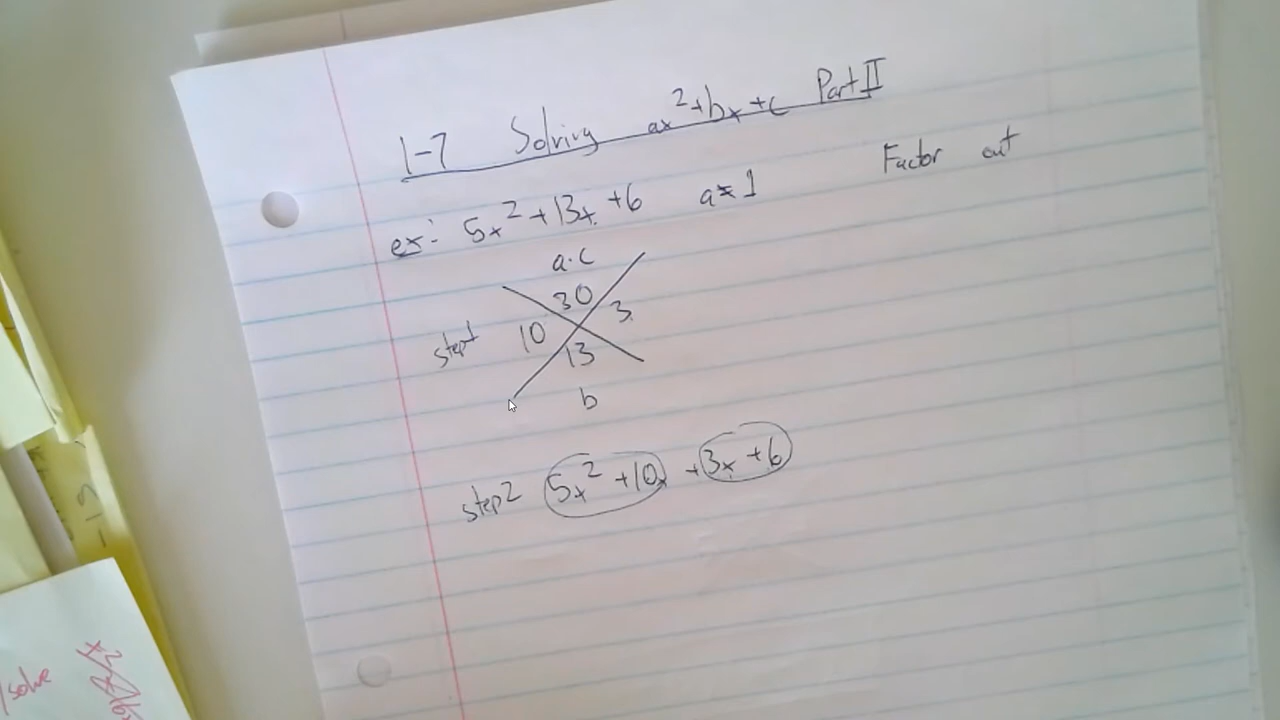 1-7 Solving ax²+bx+c Part II
Factor out
ex: 5x²+13x+6 a≠1
a·c
30
step1 10 3
13
b
step2 5x²+10x +3x+6
/solve
x²